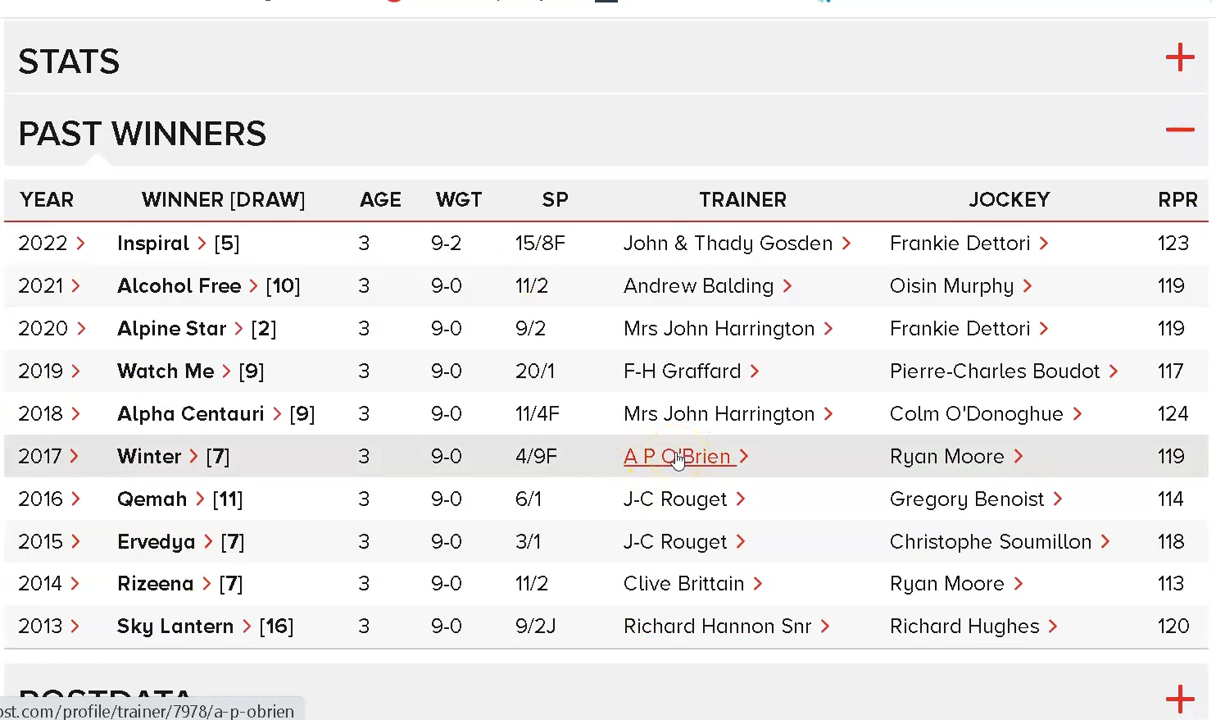 STATS +
PAST WINNERS −
YEAR WINNER [DRAW] AGE WGT SP TRAINER JOCKEY RPR
2022 > Inspiral > [5] 3 9-2 15/8F John & Thady Gosden > Frankie Dettori > 123
2021 > Alcohol Free > [10] 3 9-0 11/2 Andrew Balding > Oisin Murphy > 119
2020 > Alpine Star > [2] 3 9-0 9/2 Mrs John Harrington > Frankie Dettori > 119
2019 > Watch Me > [9] 3 9-0 20/1 F-H Graffard > Pierre-Charles Boudot > 117
2018 > Alpha Centauri > [9] 3 9-0 11/4F Mrs John Harrington > Colm O'Donoghue > 124
2017 > Winter > [7] 3 9-0 4/9F A P O'Brien > Ryan Moore > 119
2016 > Qemah > [11] 3 9-0 6/1 J-C Rouget > Gregory Benoist > 114
2015 > Ervedya > [7] 3 9-0 3/1 J-C Rouget > Christophe Soumillon > 118
2014 > Rizeena > [7] 3 9-0 11/2 Clive Brittain > Ryan Moore > 113
2013 > Sky Lantern > [16] 3 9-0 9/2J Richard Hannon Snr > Richard Hughes > 120
POSTDATA +
ost.com/profile/trainer/7978/a-p-obrien